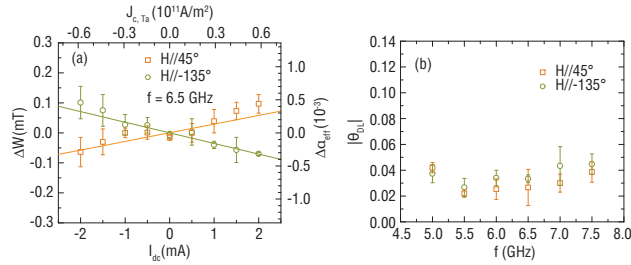 J_c, Ta (10^11 A/m²)
-0.6 -0.3 0.0 0.3 0.6
(a)
H//45°
H//-135°
f = 6.5 GHz
0.3
0.2
0.1
0.0
-0.1
-0.2
-0.3
ΔW(mT)
-2 -1 0 1 2
I_dc(mA)
1.0
0.5
0.0
-0.5
-1.0
Δα_eff (10^-3)
(b)
H//45°
H//-135°
0.14
0.12
0.10
0.08
0.06
0.04
0.02
0.00
|θ_DL|
4.5 5.0 5.5 6.0 6.5 7.0 7.5 8.0
f (GHz)